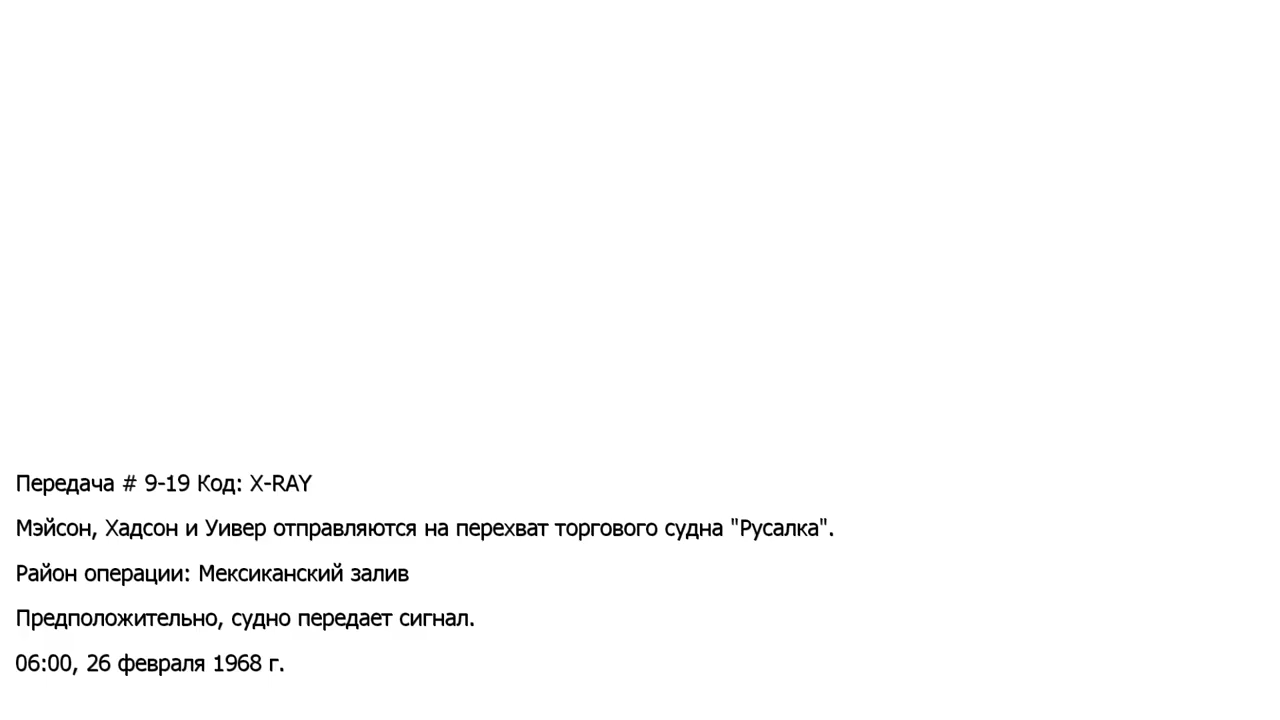 Передача # 9-19 Код: X-RAY
Мэйсон, Хадсон и Уивер отправляются на перехват торгового судна "Русалка".
Район операции: Мексиканский залив
Предположительно, судно передает сигнал.
06:00, 26 февраля 1968 г.